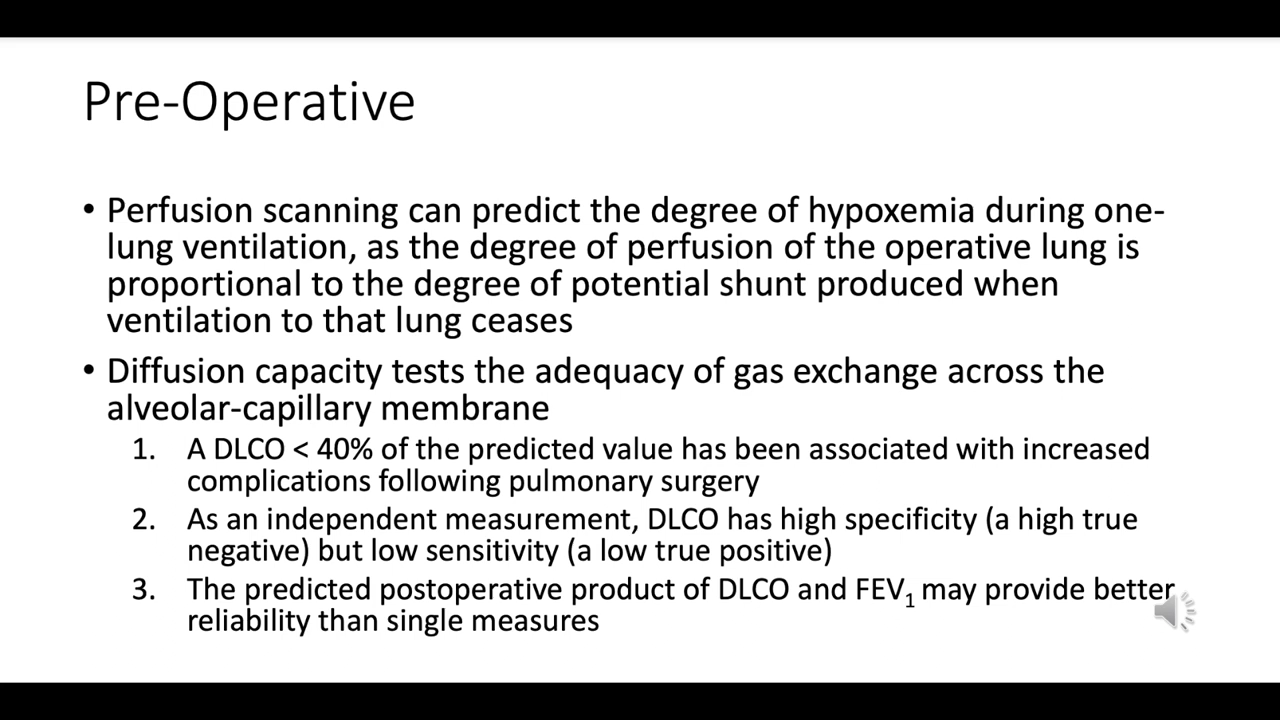 Pre-Operative
• Perfusion scanning can predict the degree of hypoxemia during one-
lung ventilation, as the degree of perfusion of the operative lung is
proportional to the degree of potential shunt produced when
ventilation to that lung ceases
• Diffusion capacity tests the adequacy of gas exchange across the
alveolar-capillary membrane
1. A DLCO < 40% of the predicted value has been associated with increased
complications following pulmonary surgery
2. As an independent measurement, DLCO has high specificity (a high true
negative) but low sensitivity (a low true positive)
3. The predicted postoperative product of DLCO and FEV₁ may provide better
reliability than single measures